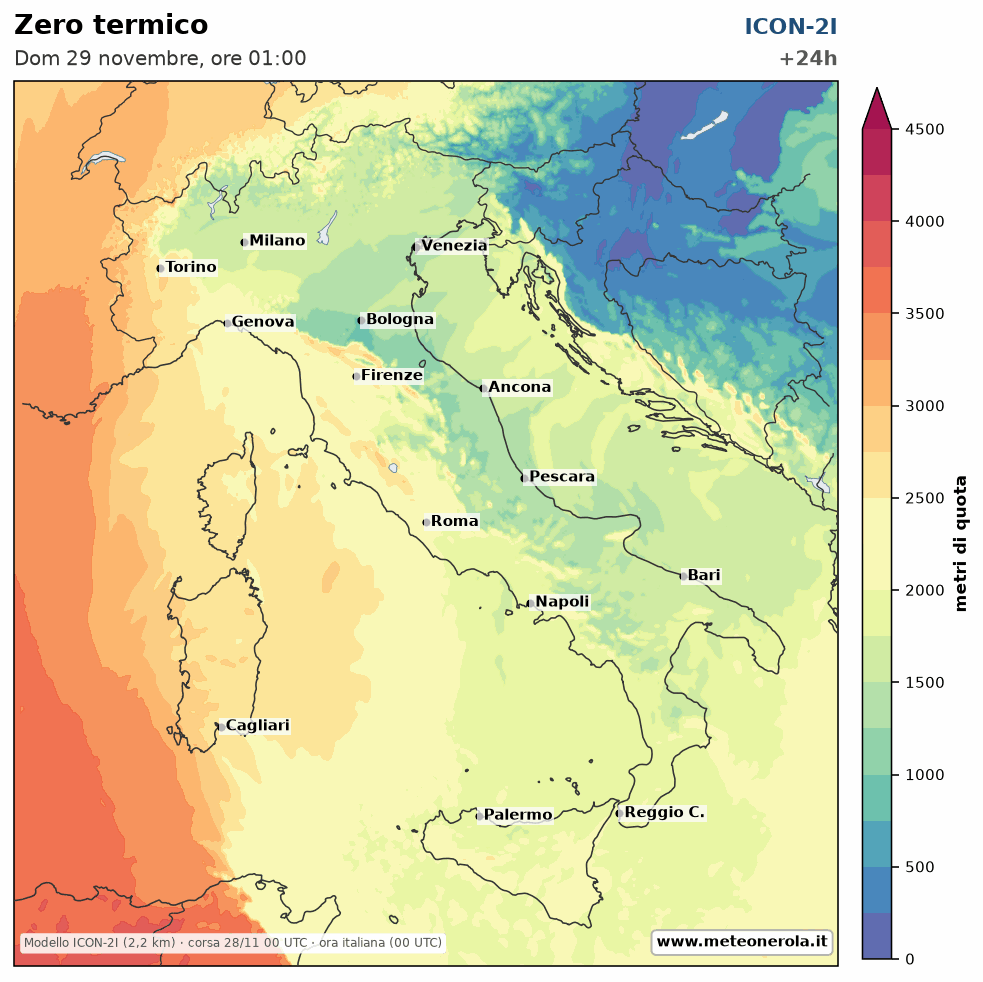 Zero termico
ICON-2I
Dom 29 novembre, ore 01:00
+24h
Milano
Venezia
Torino
Genova
Bologna
Firenze
Ancona
Pescara
Roma
Bari
Napoli
Cagliari
Palermo
Reggio C.
4500
4000
3500
3000
2500
2000
1500
1000
500
0
metri di quota
Modello ICON-2I (2,2 km) · corsa 28/11 00 UTC · ora italiana (00 UTC)
www.meteonerola.it